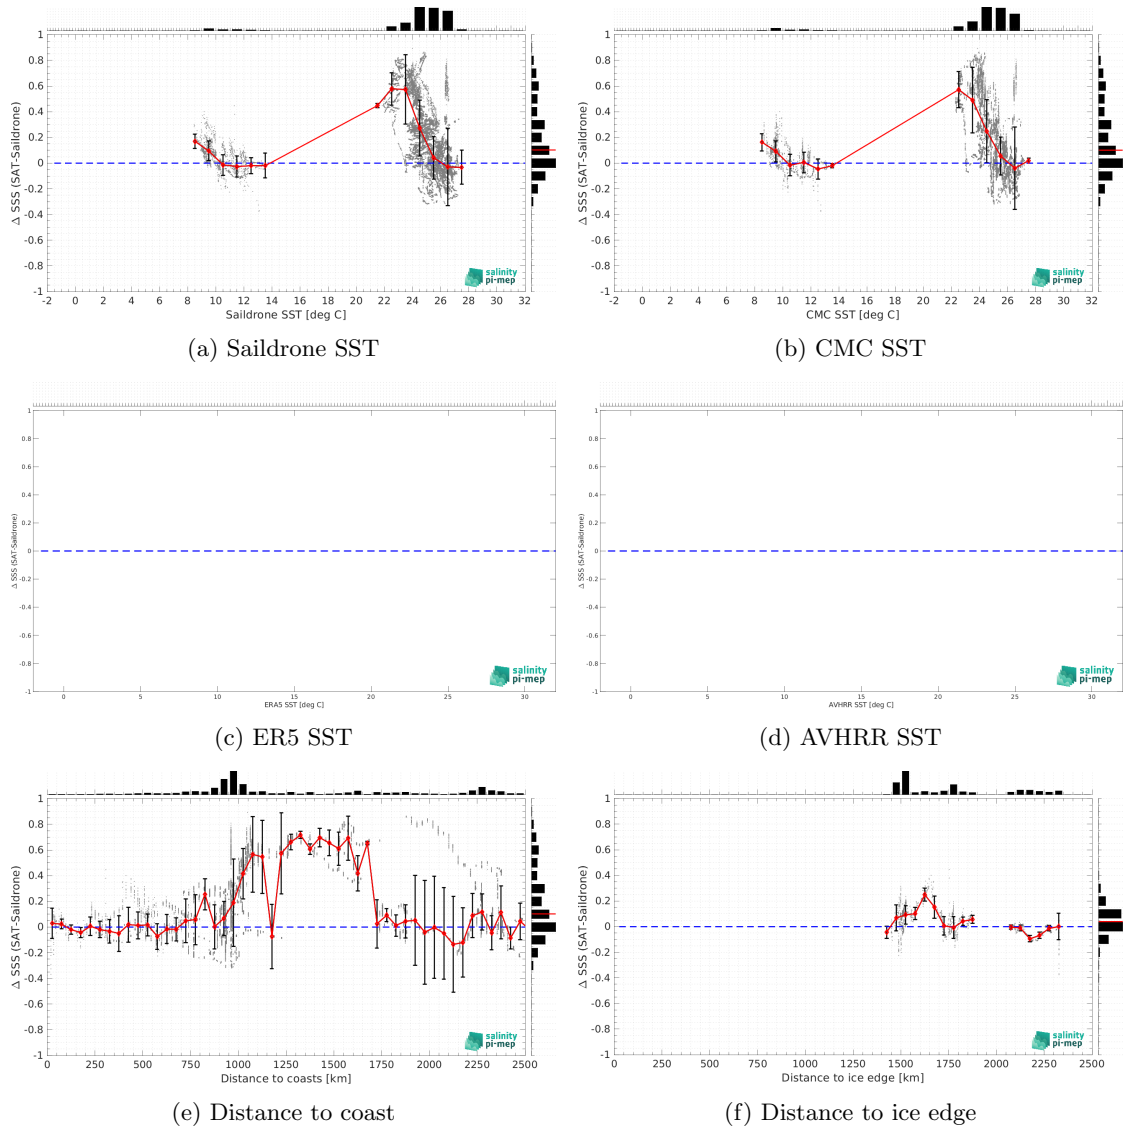 1
0.8
0.6
0.4
0.2
0
-0.2
-0.4
-0.6
-0.8
-1
Δ SSS (SAT-Saildrone)
-2 0 2 4 6 8 10 12 14 16 18 20 22 24 26 28 30 32
Saildrone SST [deg C]
salinity
pi-mep
(a) Saildrone SST
1
0.8
0.6
0.4
0.2
0
-0.2
-0.4
-0.6
-0.8
-1
Δ SSS (SAT-Saildrone)
-2 0 2 4 6 8 10 12 14 16 18 20 22 24 26 28 30 32
CMC SST [deg C]
salinity
pi-mep
(b) CMC SST
1
0.8
0.6
0.4
0.2
0
-0.2
-0.4
-0.6
-0.8
-1
Δ SSS (SAT-Saildrone)
0 5 10 15 20 25 30
ERA5 SST [deg C]
salinity
pi-mep
(c) ER5 SST
1
0.8
0.6
0.4
0.2
0
-0.2
-0.4
-0.6
-0.8
-1
Δ SSS (SAT-Saildrone)
0 5 10 15 20 25 30
AVHRR SST [deg C]
salinity
pi-mep
(d) AVHRR SST
1
0.8
0.6
0.4
0.2
0
-0.2
-0.4
-0.6
-0.8
-1
Δ SSS (SAT-Saildrone)
0 250 500 750 1000 1250 1500 1750 2000 2250 2500
Distance to coasts [km]
salinity
pi-mep
(e) Distance to coast
1
0.8
0.6
0.4
0.2
0
-0.2
-0.4
-0.6
-0.8
-1
Δ SSS (SAT-Saildrone)
0 250 500 750 1000 1250 1500 1750 2000 2250 2500
Distance to ice edge [km]
salinity
pi-mep
(f) Distance to ice edge